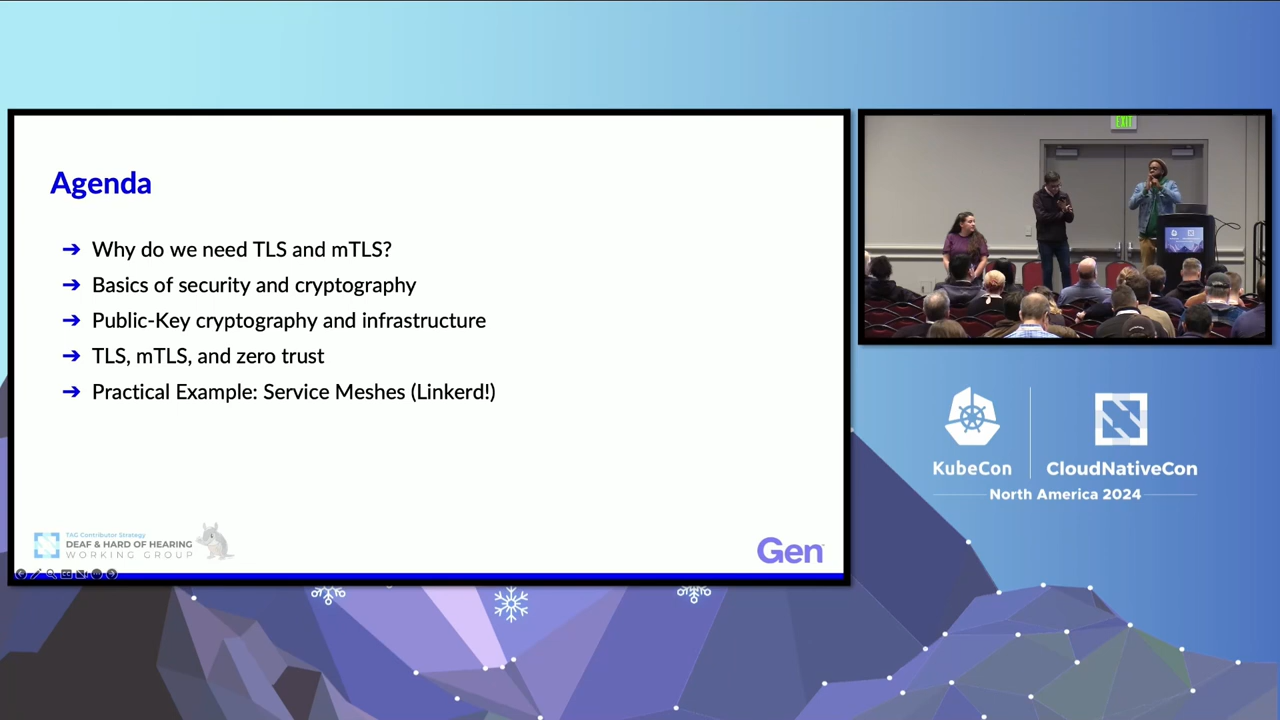 Agenda
➔ Why do we need TLS and mTLS?
➔ Basics of security and cryptography
➔ Public-Key cryptography and infrastructure
➔ TLS, mTLS, and zero trust
➔ Practical Example: Service Meshes (Linkerd!)
TAG Contributor Strategy
DEAF & HARD OF HEARING
WORKING GROUP
Gen
EXIT
KubeCon
CloudNativeCon
North America 2024